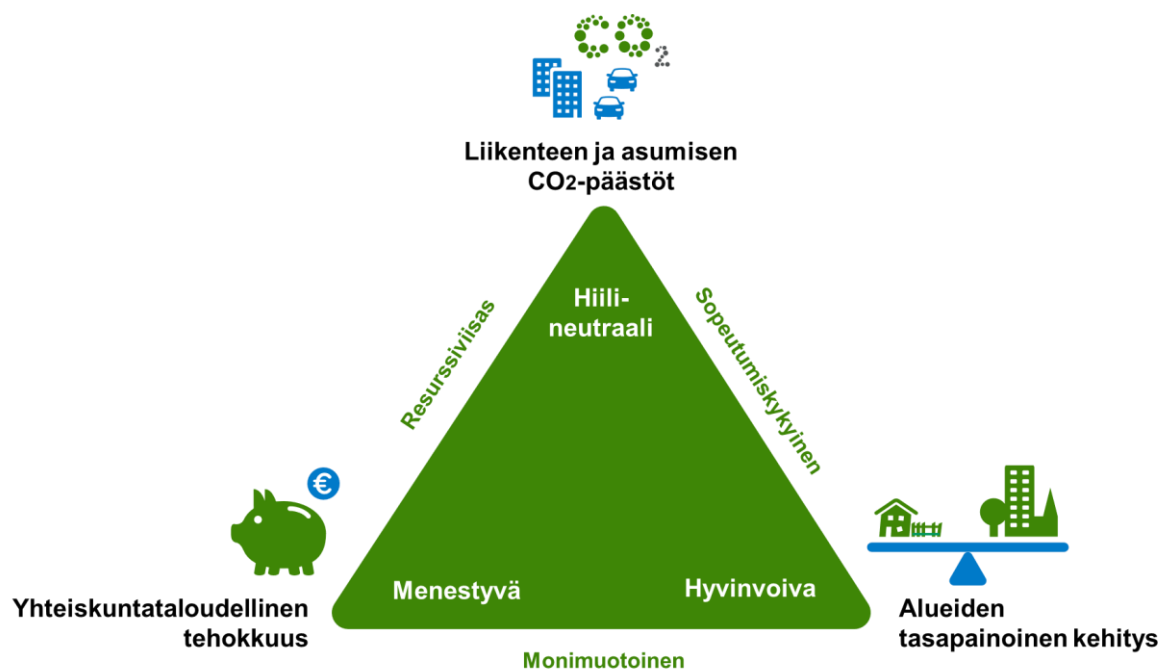 CO2
Liikenteen ja asumisen
CO2-päästöt
Hiili-
neutraali
Resurssiviisas
Sopeutumiskykyinen
€
Menestyvä
Hyvinvoiva
Yhteiskuntataloudellinen
tehokkuus
Alueiden
tasapainoinen kehitys
Monimuotoinen